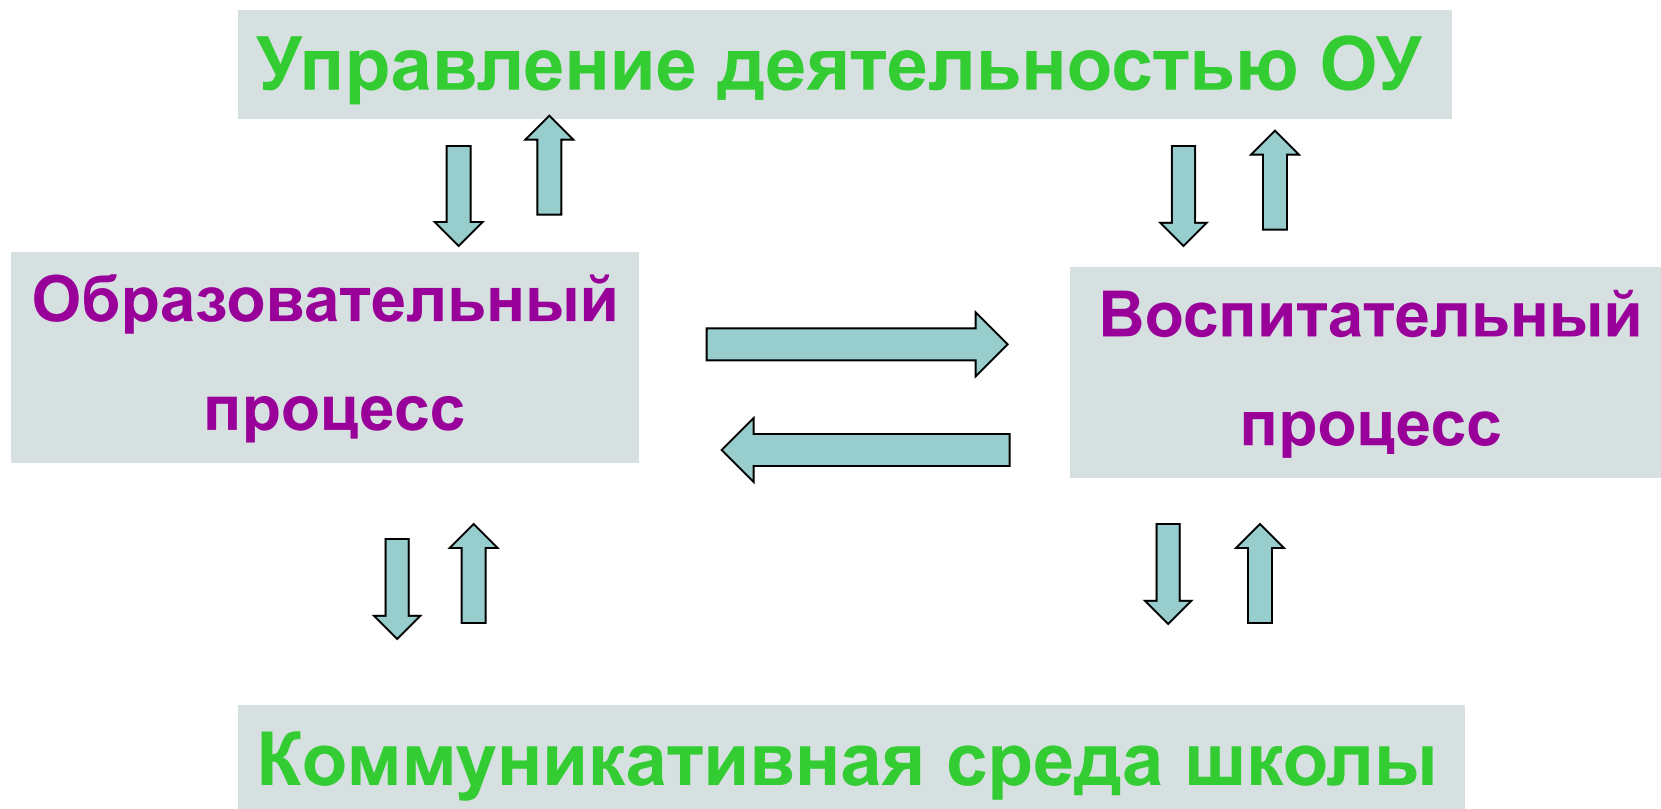 Управление деятельностью ОУ
Образовательный
процесс
Воспитательный
процесс
Коммуникативная среда школы